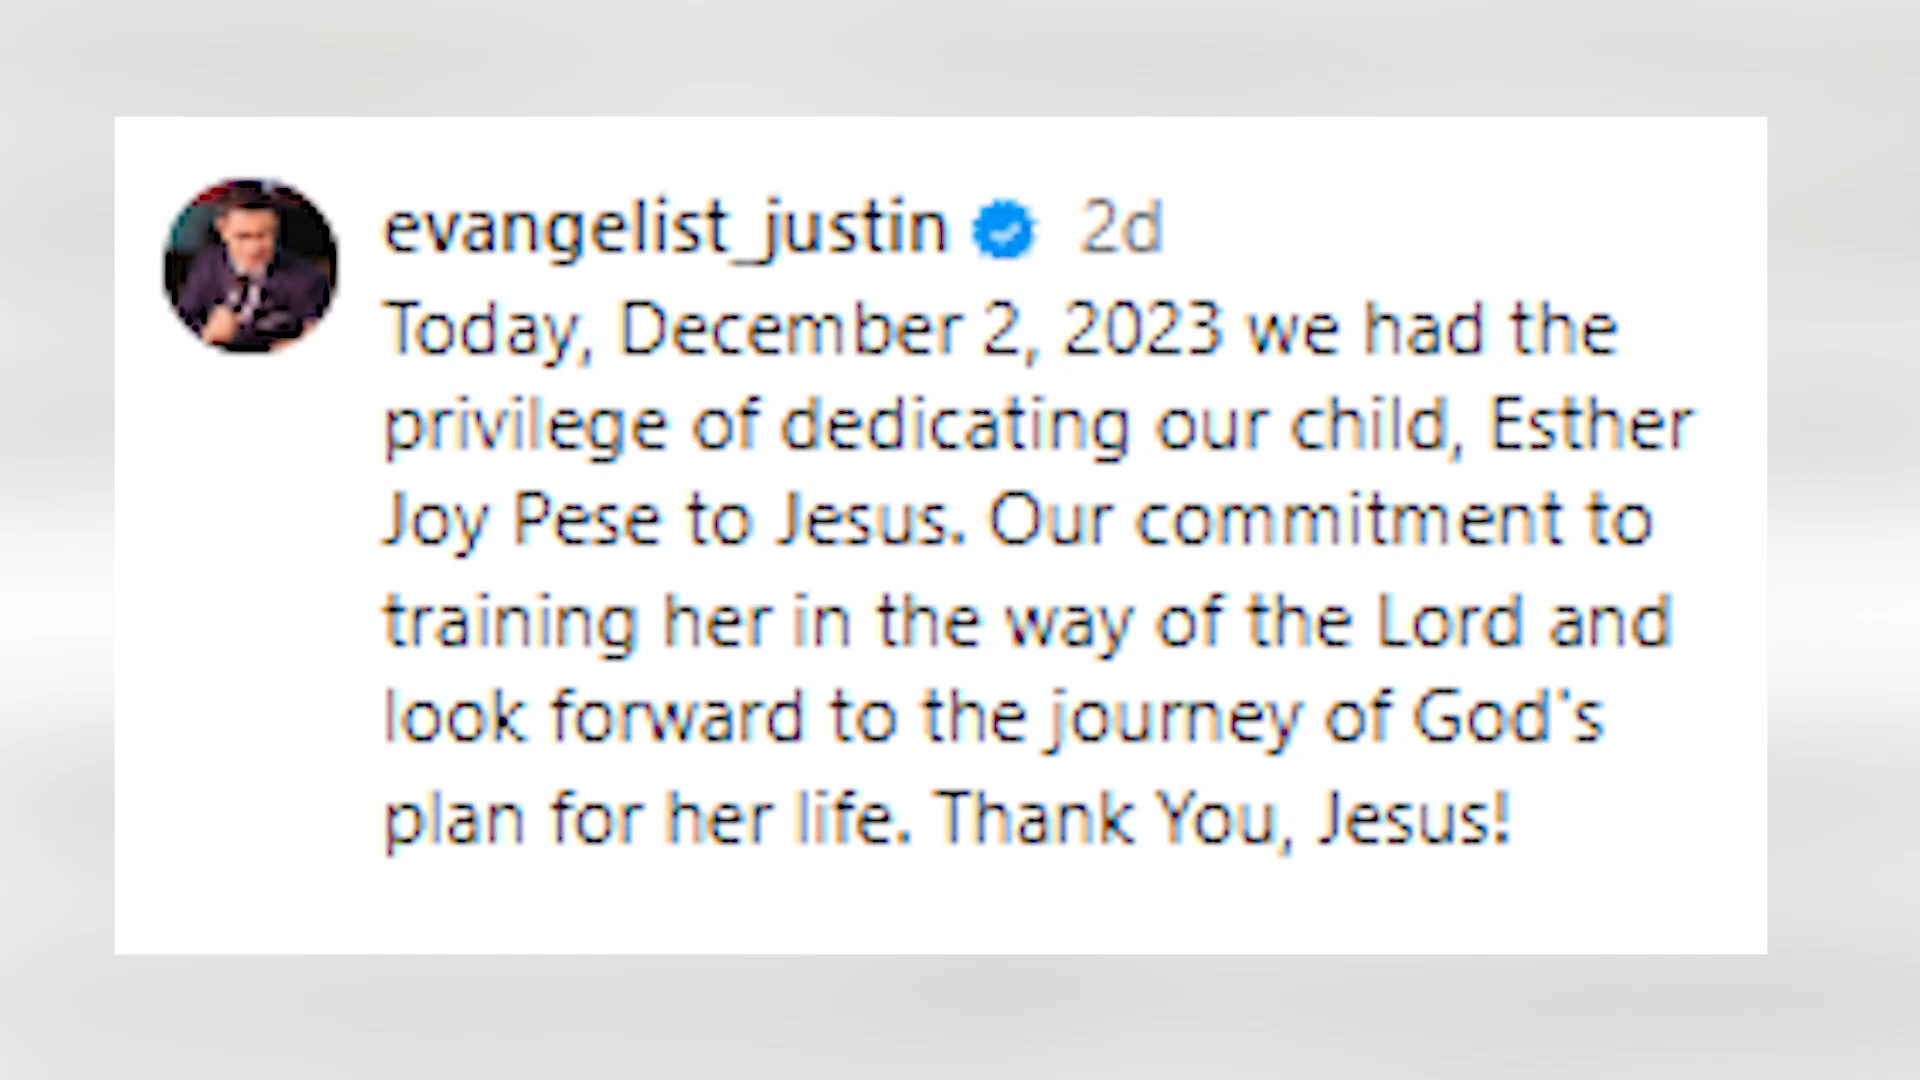 evangelist_justin 2d
Today, December 2, 2023 we had the
privilege of dedicating our child, Esther
Joy Pese to Jesus. Our commitment to
training her in the way of the Lord and
look forward to the journey of God's
plan for her life. Thank You, Jesus!